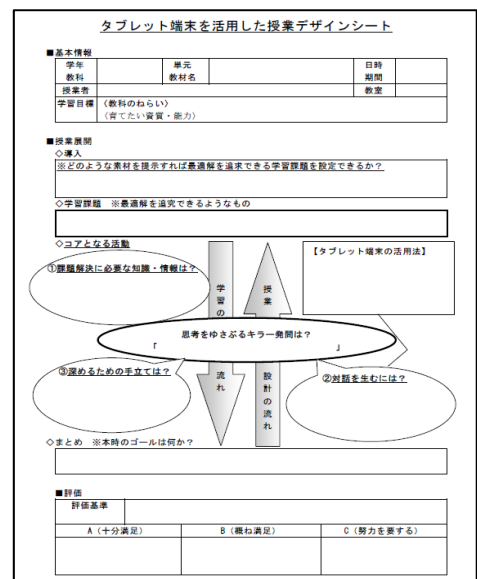 タブレット端末を活用した授業デザインシート
■基本情報
学年
教科
単元
教材名
日時
期間
授業者
教室
学習目標
〈教科のねらい〉
〈育てたい資質・能力〉
■授業展開
◇導入
※どのような素材を提示すれば最適解を追求できる学習課題を設定できるか？
◇学習課題　※最適解を追究できるようなもの
◇コアとなる活動
【タブレット端末の活用法】
①課題解決に必要な知識・情報は？
学習の
授業
思考をゆさぶるキラー発問は？
「　　　　　　　　　　　　　　」
流れ
設計の流れ
③深めるための手立ては？
②対話を生むには？
◇まとめ　※本時のゴールは何か？
■評価
評価基準
A（十分満足）
B（概ね満足）
C（努力を要する）